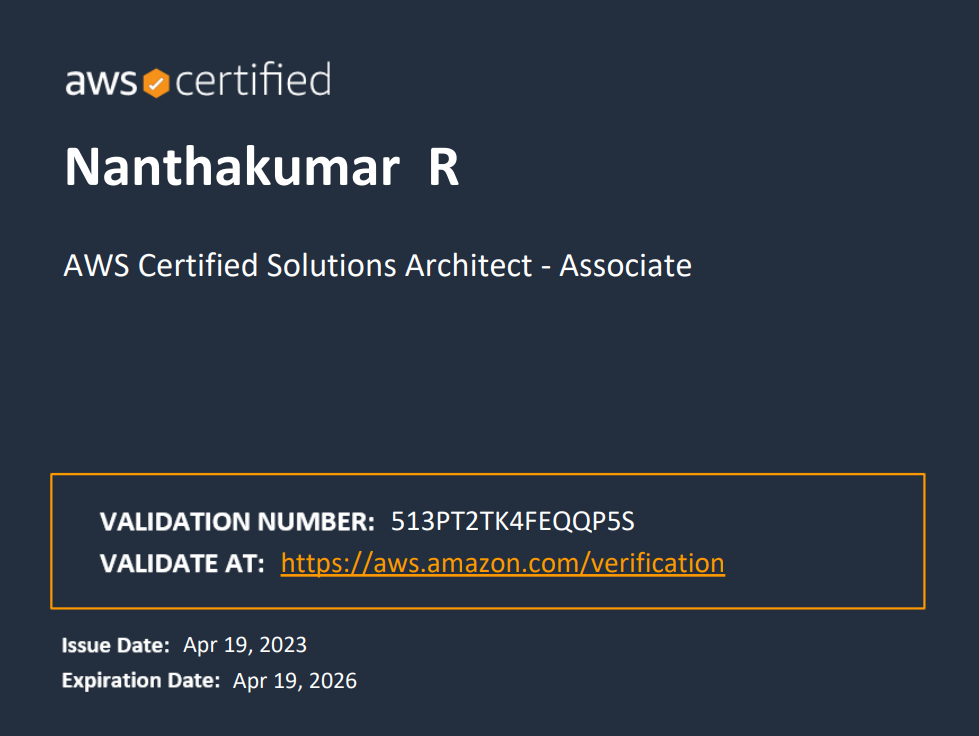 aws certified
Nanthakumar R
AWS Certified Solutions Architect - Associate
VALIDATION NUMBER: 513PT2TK4FEQQP5S
VALIDATE AT: https://aws.amazon.com/verification
Issue Date: Apr 19, 2023
Expiration Date: Apr 19, 2026